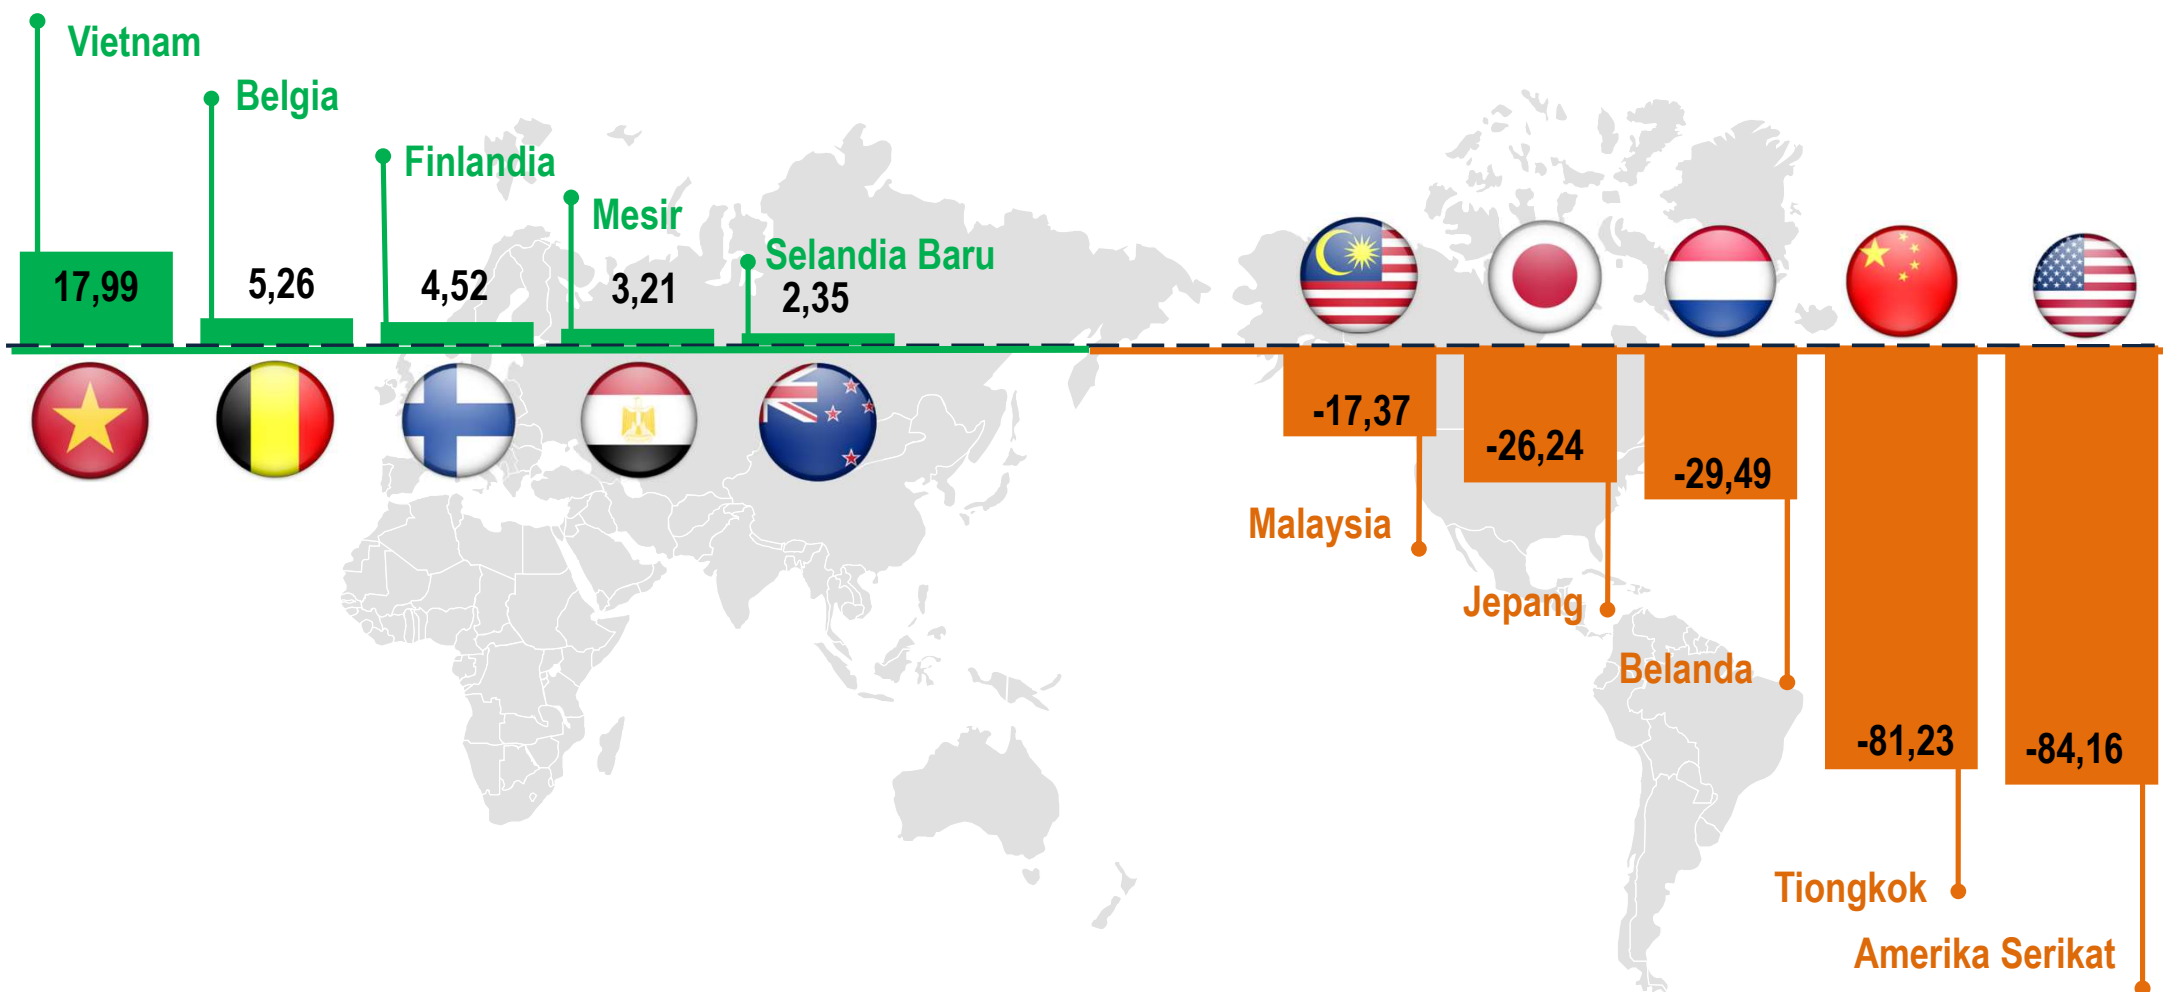 Vietnam
Belgia
Finlandia
Mesir
Selandia Baru
17,99
5,26
4,52
3,21
2,35
-17,37
-26,24
-29,49
-81,23
-84,16
Malaysia
Jepang
Belanda
Tiongkok
Amerika Serikat